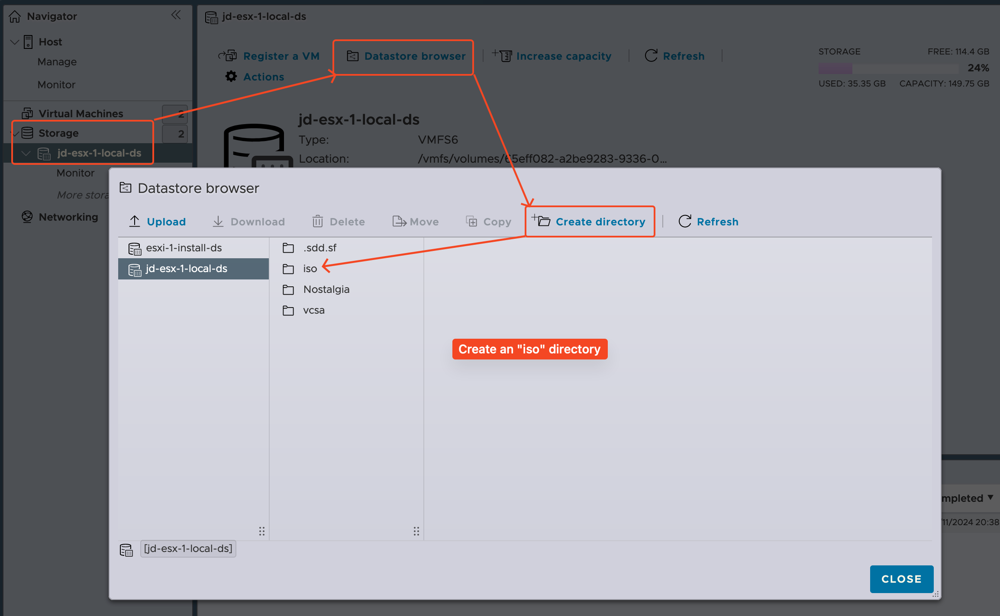 Navigator
Host
Manage
Monitor
Virtual Machines 2
Storage 2
jd-esx-1-local-ds
Monitor
More stora
Networking
jd-esx-1-local-ds
Register a VM Datastore browser Increase capacity Refresh
Actions
STORAGE FREE: 114.4 GB
24%
USED: 35.35 GB CAPACITY: 149.75 GB
jd-esx-1-local-ds
Type: VMFS6
Location: /vmfs/volumes/65eff082-a2be9283-9336-0...
Datastore browser
Upload Download Delete Move Copy Create directory Refresh
esxi-1-install-ds
jd-esx-1-local-ds
.sdd.sf
iso
Nostalgia
vcsa
Create an "iso" directory
[jd-esx-1-local-ds]
CLOSE
mpleted
/11/2024 20:38